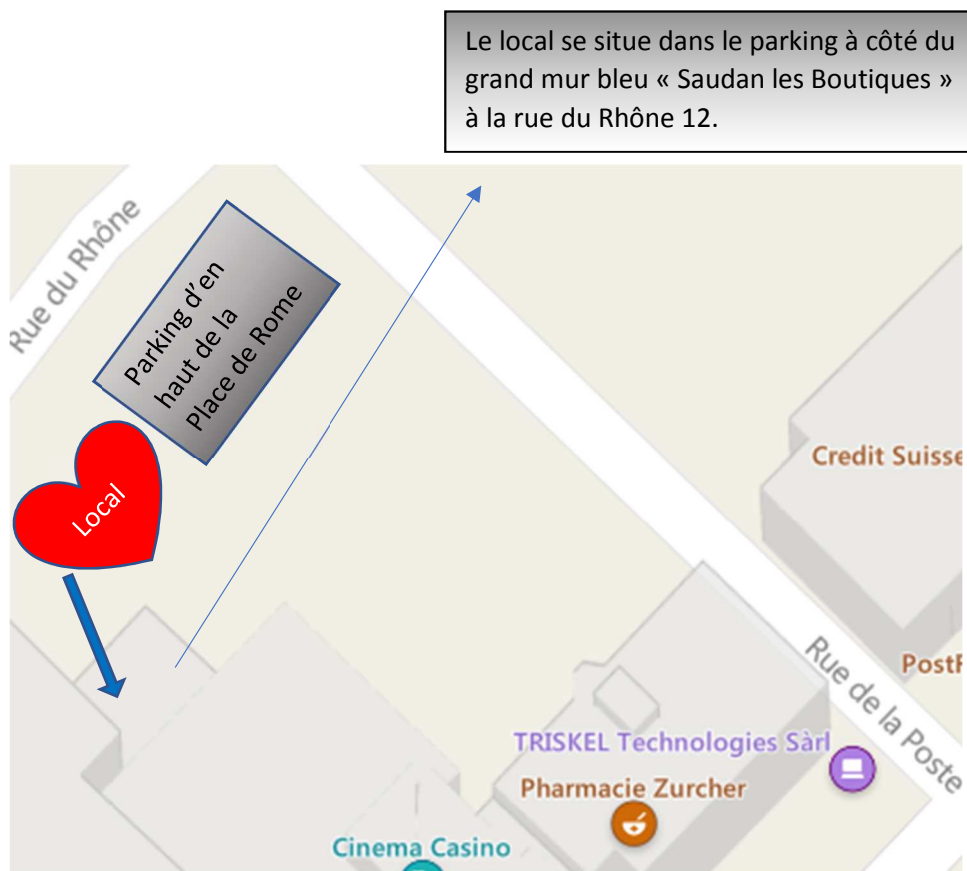 Le local se situe dans le parking à côté du
grand mur bleu « Saudan les Boutiques »
à la rue du Rhône 12.
Rue du Rhône
Parking d'en
haut de la
Place de Rome
Local
Credit Suisse
Rue de la Poste
TRISKEL Technologies Sàrl
Pharmacie Zurcher
Cinema Casino